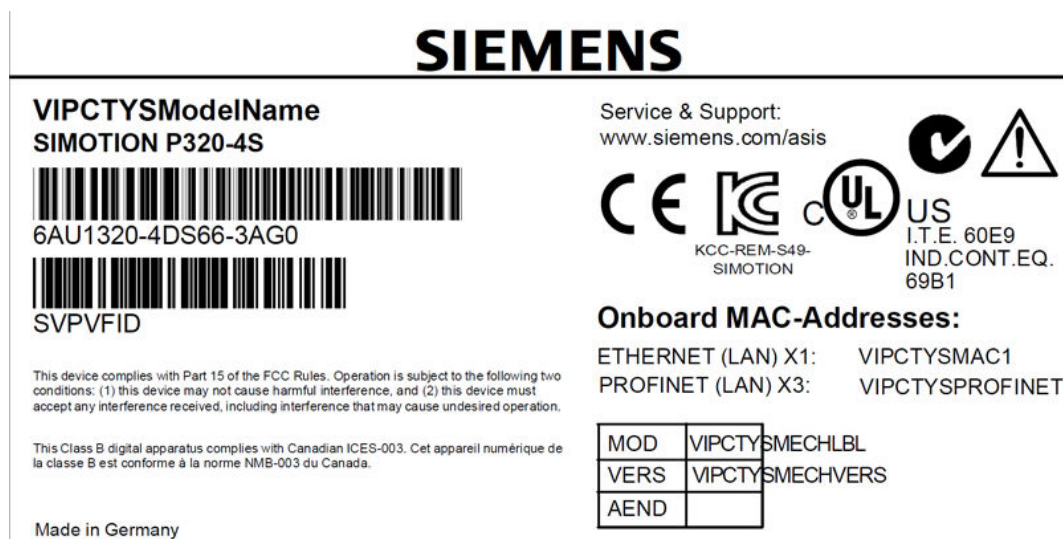 SIEMENS
VIPCTYSModelName
SIMOTION P320-4S
6AU1320-4DS66-3AG0
SVPVFID
This device complies with Part 15 of the FCC Rules. Operation is subject to the following two
conditions: (1) this device may not cause harmful interference, and (2) this device must
accept any interference received, including interference that may cause undesired operation.
This Class B digital apparatus complies with Canadian ICES-003. Cet appareil numérique de
la classe B est conforme à la norme NMB-003 du Canada.
Made in Germany
Service & Support:
www.siemens.com/asis
CE
KC
C UL ® US
KCC-REM-S49-
SIMOTION
I.T.E. 60E9
IND.CONT.EQ.
69B1
Onboard MAC-Addresses:
ETHERNET (LAN) X1: VIPCTYSMAC1
PROFINET (LAN) X3: VIPCTYSPROFINET
MOD VIPCTYSMECHLBL
VERS VIPCTYSMECHVERS
AEND